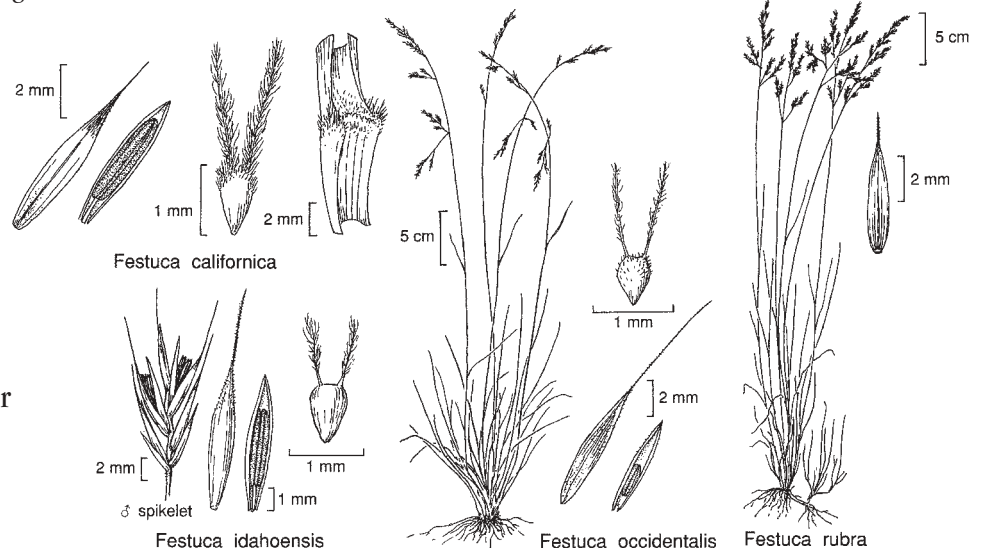 2 mm
1 mm
2 mm
Festuca californica
5 cm
1 mm
2 mm
Festuca occidentalis
2 mm
♂ spikelet
1 mm
1 mm
Festuca idahoensis
5 cm
2 mm
Festuca rubra
r